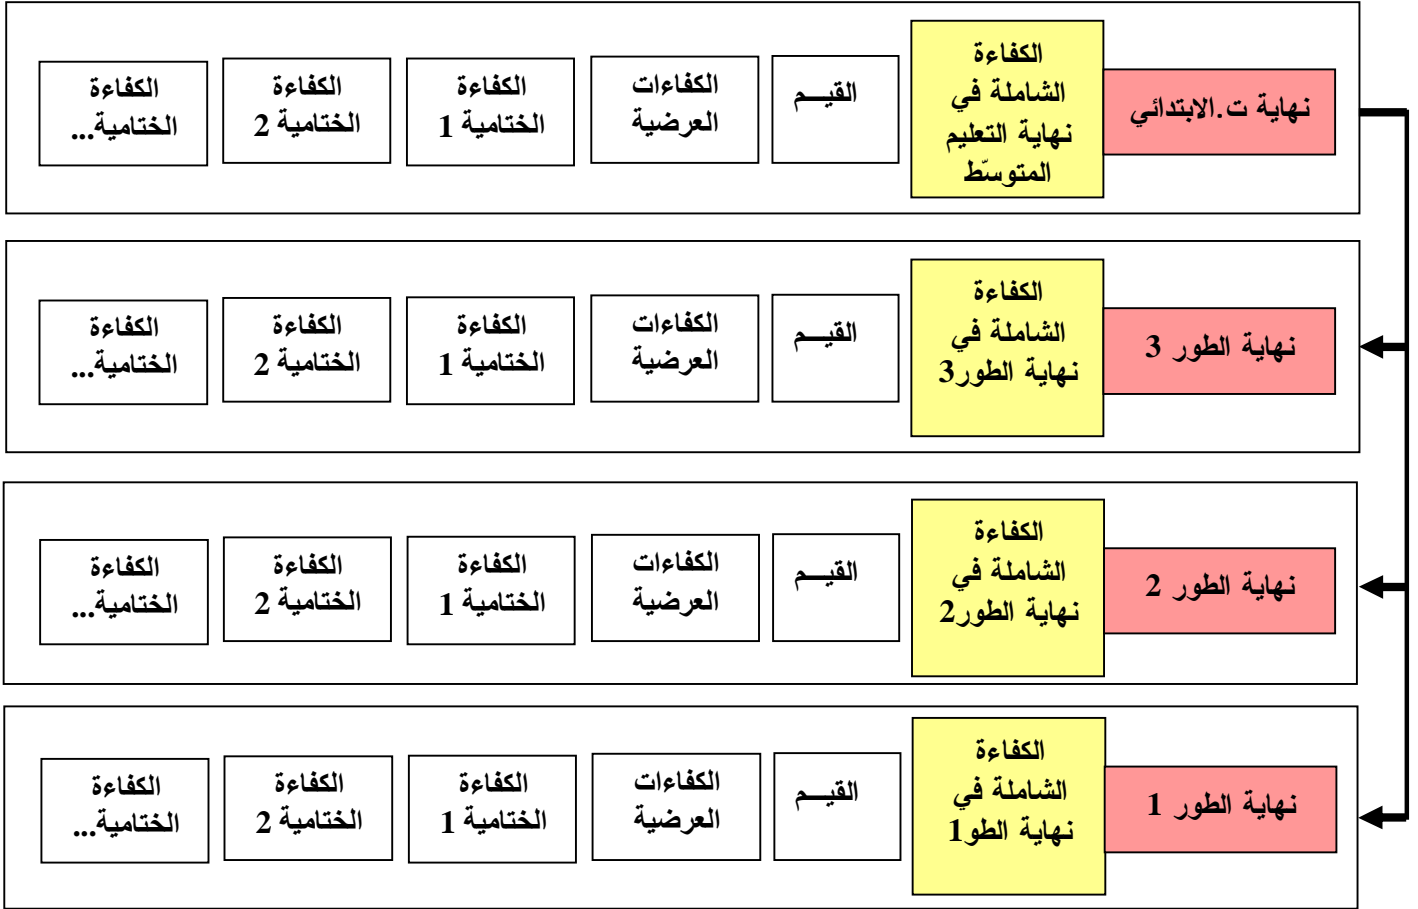 نهاية ت.الابتدائي
الكفاءة
الشاملة في
نهاية التعليم
المتوسّط
القيـــم
الكفاءات
العرضية
الكفاءة
الختامية 1
الكفاءة
الختامية 2
الكفاءة
الختامية...
نهاية الطور 3
الكفاءة
الشاملة في
نهاية الطور3
القيـــم
الكفاءات
العرضية
الكفاءة
الختامية 1
الكفاءة
الختامية 2
الكفاءة
الختامية...
نهاية الطور 2
الكفاءة
الشاملة في
نهاية الطور2
القيـــم
الكفاءات
العرضية
الكفاءة
الختامية 1
الكفاءة
الختامية 2
الكفاءة
الختامية...
نهاية الطور 1
الكفاءة
الشاملة في
نهاية الطو1
القيـــم
الكفاءات
العرضية
الكفاءة
الختامية 1
الكفاءة
الختامية 2
الكفاءة
الختامية...